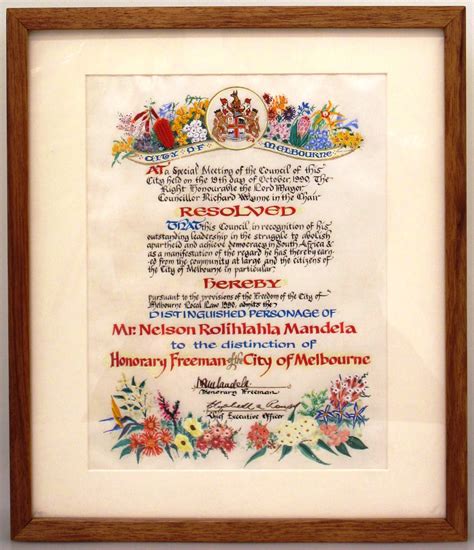 CITY OF MELBOURNE
AT a Special Meeting of the Council of this
City held on the 19th day of October, 1990, The
Right Honourable the Lord Mayor
Councillor Richard Wynne in the Chair
RESOLVED
THAT this Council in recognition of his
outstanding leadership in the struggle to abolish
apartheid and achieve democracy in South Africa &
as a manifestation of the regard he has thereby earn-
ed from the community at large and the citizens of
the City of Melbourne in particular
HEREBY
pursuant to the provisions of the Freedom of the City of
Melbourne Local Law 1990, admits the
DISTINGUISHED PERSONAGE OF
Mr. Nelson Rolihlahla Mandela
to the distinction of
Honorary Freeman of the City of Melbourne
NMandela
Honorary Freeman
Chief Executive Officer